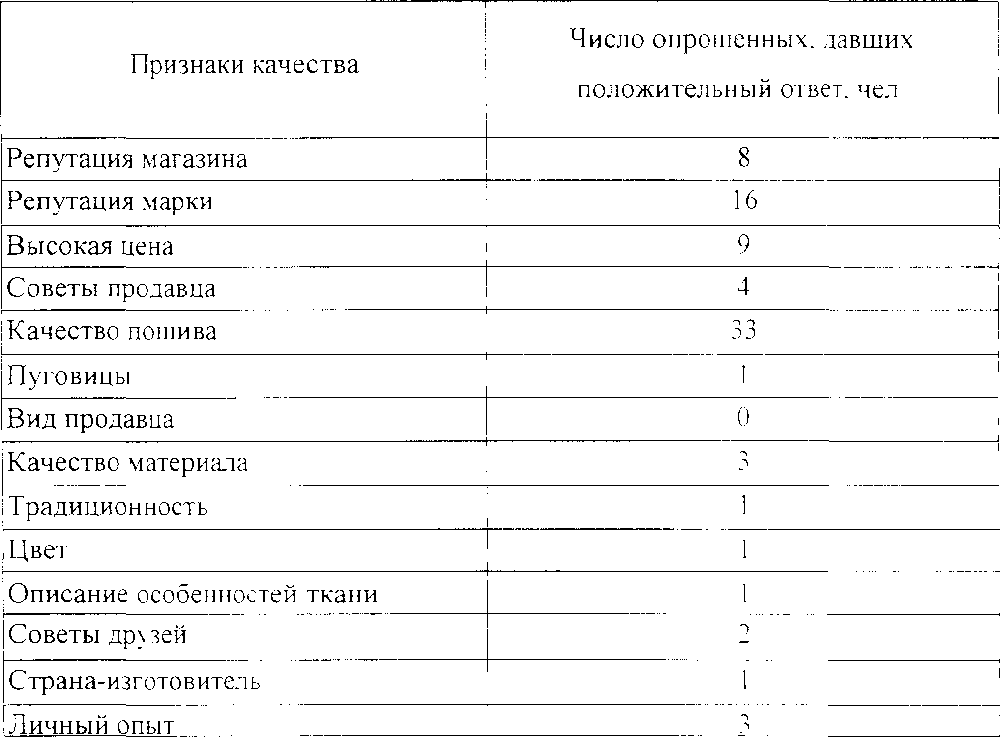 Признаки качества
Число опрошенных, давших
положительный ответ, чел
Репутация магазина 8
Репутация марки 16
Высокая цена 9
Советы продавца 4
Качество пошива 33
Пуговицы 1
Вид продавца 0
Качество материала 3
Традиционность 1
Цвет 1
Описание особенностей ткани 1
Советы друзей 2
Страна-изготовитель 1
Личный опыт 3